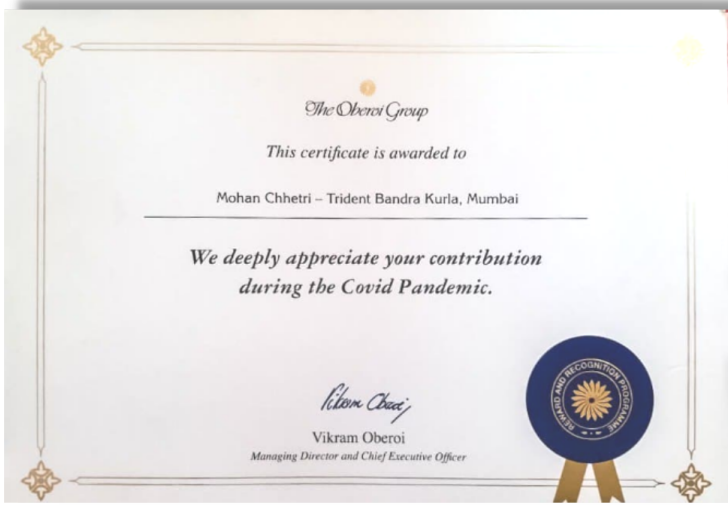 The Oberoi Group
This certificate is awarded to
Mohan Chhetri – Trident Bandra Kurla, Mumbai
We deeply appreciate your contribution
during the Covid Pandemic.
Vikram Oberoi
Vikram Oberoi
Managing Director and Chief Executive Officer
REWARD AND RECOGNITION PROGRAMME